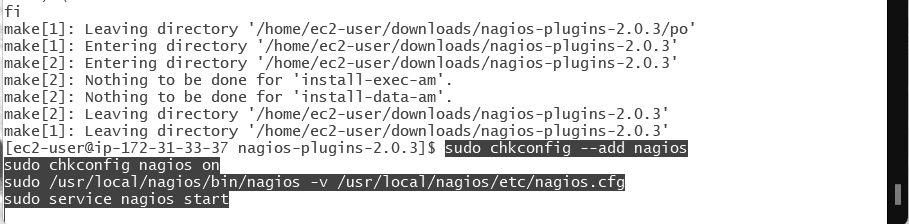 fi
make[1]: Leaving directory '/home/ec2-user/downloads/nagios-plugins-2.0.3/po'
make[1]: Entering directory '/home/ec2-user/downloads/nagios-plugins-2.0.3'
make[2]: Entering directory '/home/ec2-user/downloads/nagios-plugins-2.0.3'
make[2]: Nothing to be done for 'install-exec-am'.
make[2]: Nothing to be done for 'install-data-am'.
make[2]: Leaving directory '/home/ec2-user/downloads/nagios-plugins-2.0.3'
make[1]: Leaving directory '/home/ec2-user/downloads/nagios-plugins-2.0.3'
[ec2-user@ip-172-31-33-37 nagios-plugins-2.0.3]$ sudo chkconfig --add nagios
sudo chkconfig nagios on
sudo /usr/local/nagios/bin/nagios -v /usr/local/nagios/etc/nagios.cfg
sudo service nagios start